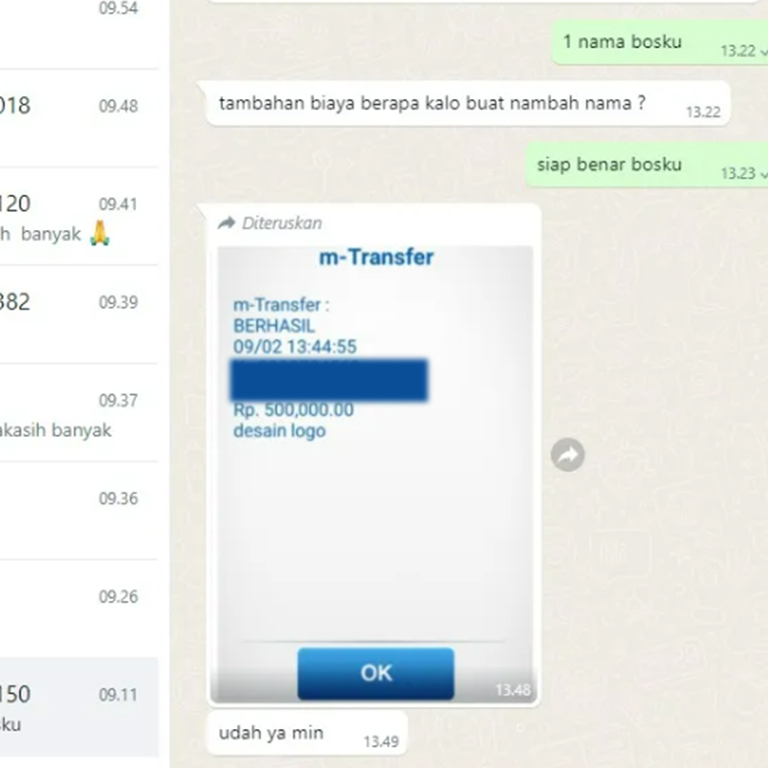 09.54
018
09.48
120
09.41
h banyak 🙏
382
09.39
09.37
akasih banyak
09.36
09.26
150
09.11
ku
1 nama bosku
13.22
tambahan biaya berapa kalo buat nambah nama ?
13.22
siap benar bosku
13.23
Diteruskan
m-Transfer
m-Transfer :
BERHASIL
09/02 13:44:55
Rp. 500,000.00
desain logo
OK
13.48
udah ya min
13.49